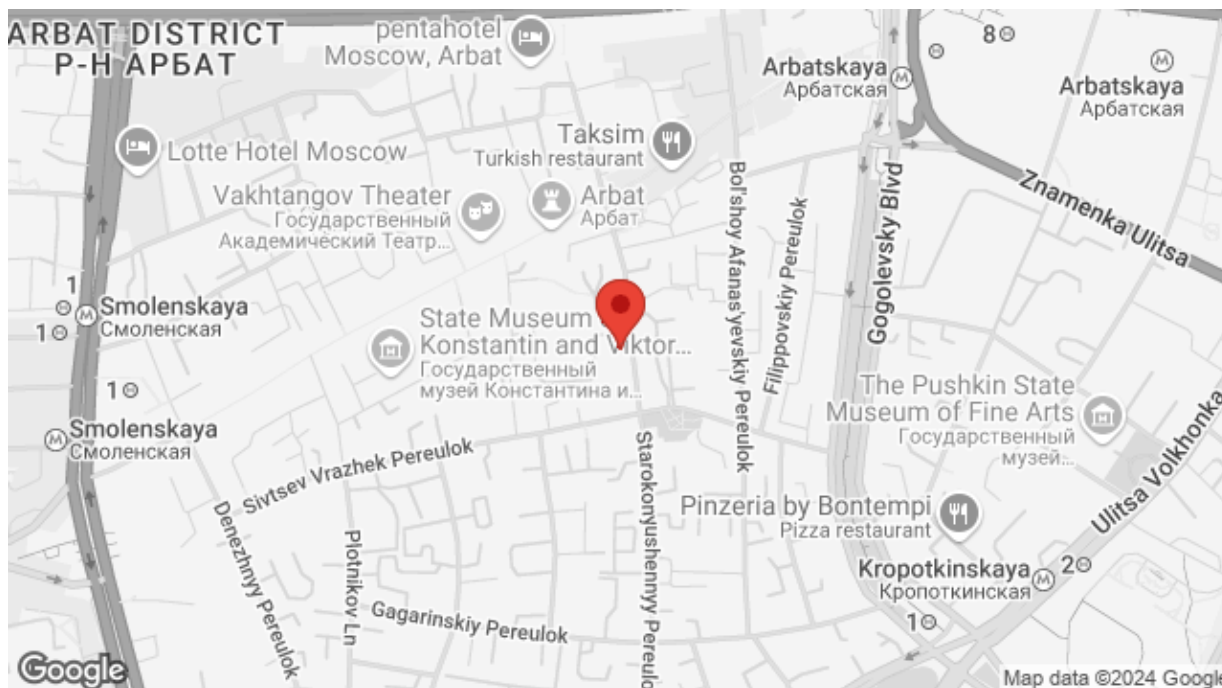 ARBAT DISTRICT
Р-Н АРБАТ
pentahotel
Moscow, Arbat
8
Arbatskaya
Арбатская
Arbatskaya
Арбатская
Lotte Hotel Moscow
Taksim
Turkish restaurant
Vakhtangov Theater
Государственный
Академический Театр...
Arbat
Арбат
Bol'shoy Afanas'yevskiy Pereulok
Filippovskiy Pereulok
Gogolevsky Blvd
Znamenka Ulitsa
1
Smolenskaya
Смоленская
1
State Museum
Konstantin and Viktor...
Государственный
музей Константина и...
1
The Pushkin State
Museum of Fine Arts
Государственный
музей...
Smolenskaya
Смоленская
Sivtsev Vrazhek Pereulok
Starokonyushennyy Pereulok
Denezhnyy Pereulok
Plotnikov Ln
Gagarinskiy Pereulok
Pinzeria by Bontempi
Pizza restaurant
Ulitsa Volkhonka
Kropotkinskaya
Кропоткинская
2
1
Google
Map data ©2024 Google